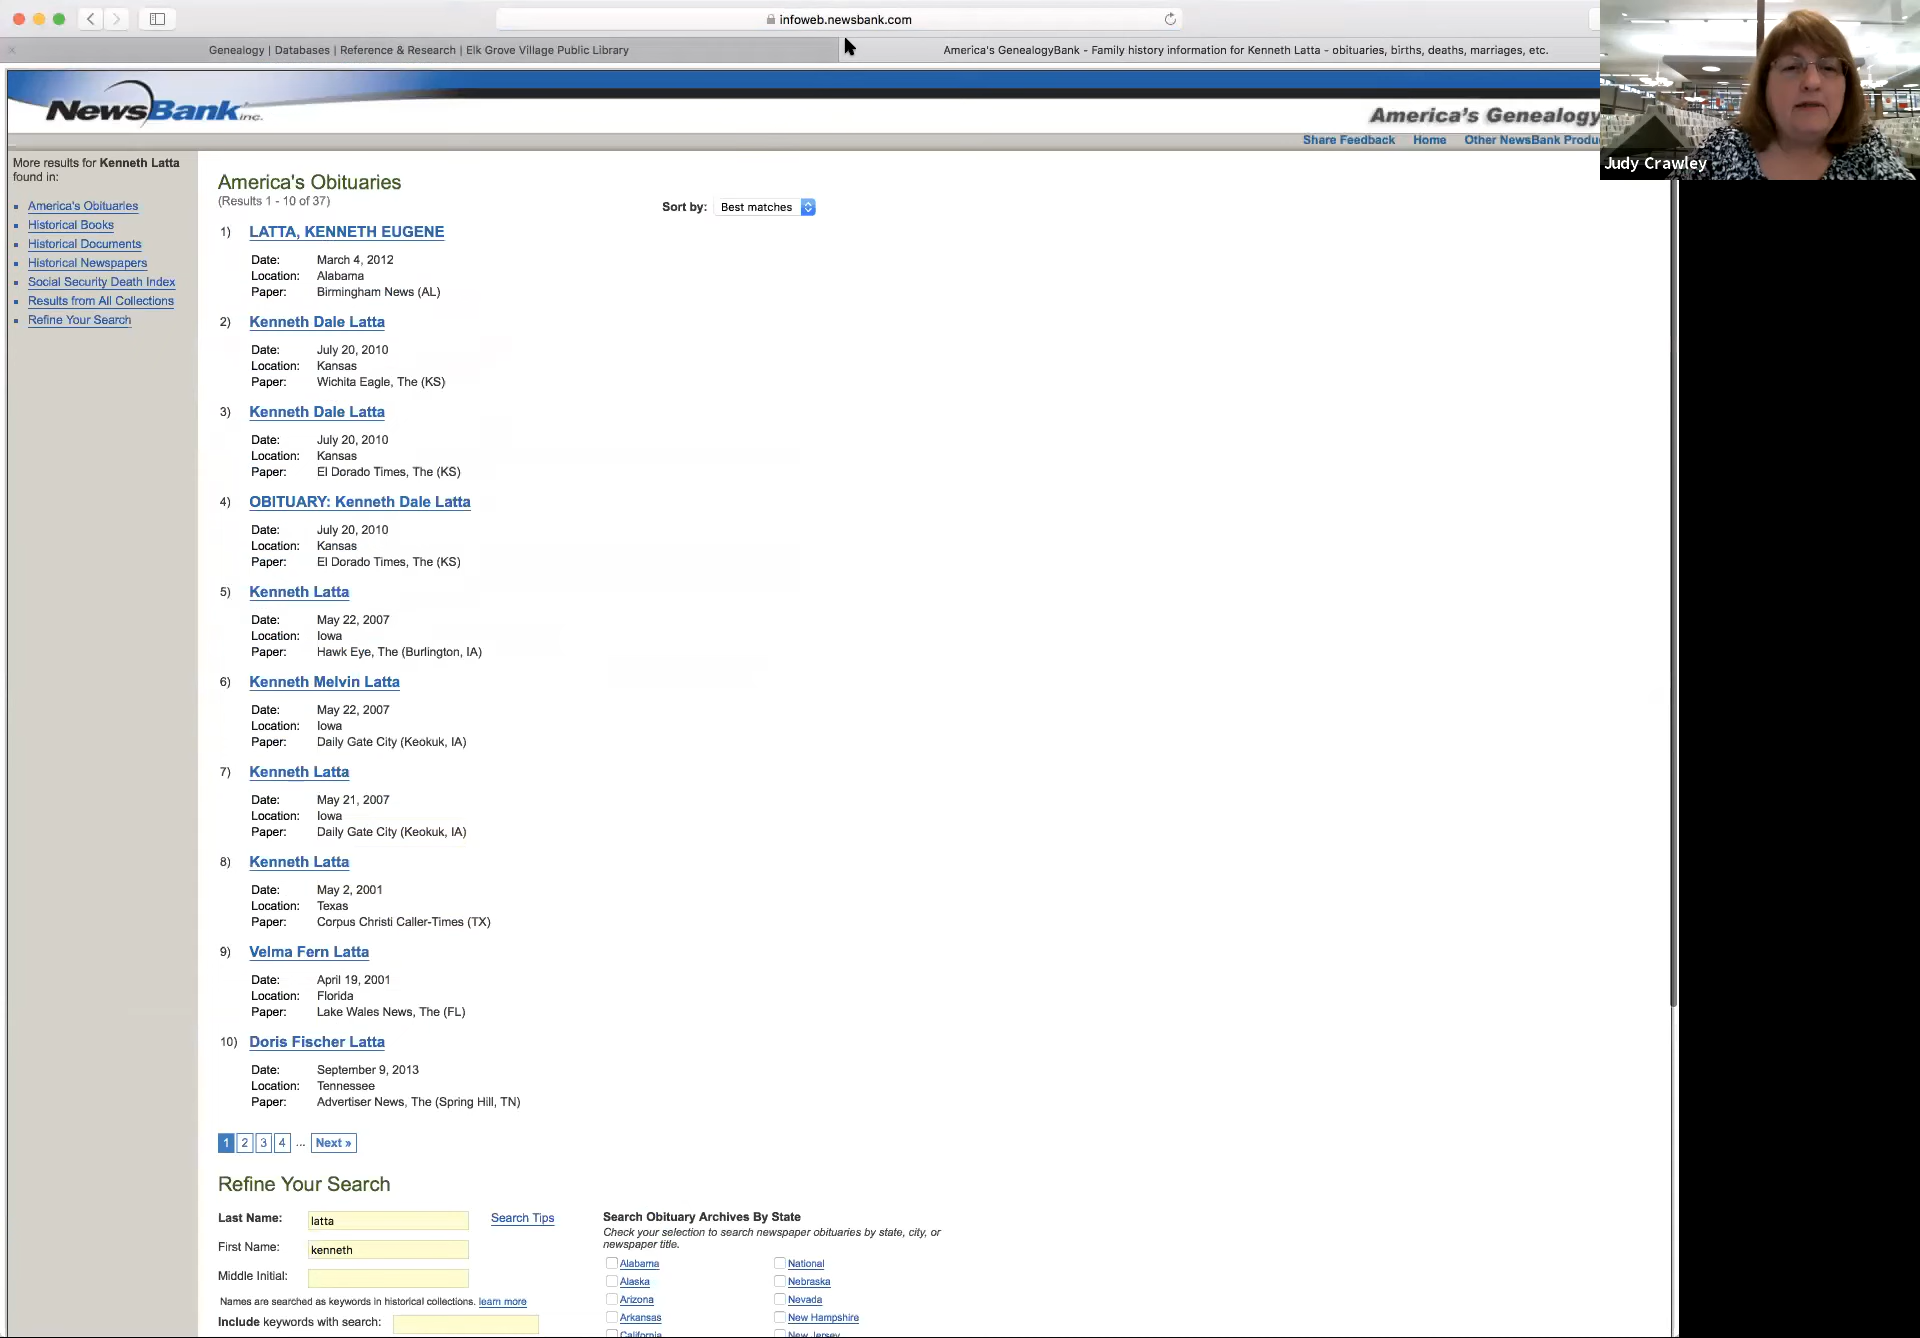 infoweb.newsbank.com
Genealogy | Databases | Reference & Research | Elk Grove Village Public Library
America's GenealogyBank - Family history information for Kenneth Latta - obituaries, births, deaths, marriages, etc.
Judy Crawley
NewsBank inc.
America's Genealogy
Share Feedback Home Other NewsBank Produ
More results for Kenneth Latta
found in:
America's Obituaries
Historical Books
Historical Documents
Historical Newspapers
Social Security Death Index
Results from All Collections
Refine Your Search
America's Obituaries
(Results 1 - 10 of 37)
Sort by: Best matches
1) LATTA, KENNETH EUGENE
Date: March 4, 2012
Location: Alabama
Paper: Birmingham News (AL)
2) Kenneth Dale Latta
Date: July 20, 2010
Location: Kansas
Paper: Wichita Eagle, The (KS)
3) Kenneth Dale Latta
Date: July 20, 2010
Location: Kansas
Paper: El Dorado Times, The (KS)
4) OBITUARY: Kenneth Dale Latta
Date: July 20, 2010
Location: Kansas
Paper: El Dorado Times, The (KS)
5) Kenneth Latta
Date: May 22, 2007
Location: Iowa
Paper: Hawk Eye, The (Burlington, IA)
6) Kenneth Melvin Latta
Date: May 22, 2007
Location: Iowa
Paper: Daily Gate City (Keokuk, IA)
7) Kenneth Latta
Date: May 21, 2007
Location: Iowa
Paper: Daily Gate City (Keokuk, IA)
8) Kenneth Latta
Date: May 2, 2001
Location: Texas
Paper: Corpus Christi Caller-Times (TX)
9) Velma Fern Latta
Date: April 19, 2001
Location: Florida
Paper: Lake Wales News, The (FL)
10) Doris Fischer Latta
Date: September 9, 2013
Location: Tennessee
Paper: Advertiser News, The (Spring Hill, TN)
1 2 3 4 ... Next »
Refine Your Search
Last Name: latta Search Tips
First Name: kenneth
Middle Initial:
Names are searched as keywords in historical collections. learn more
Include keywords with search:
Search Obituary Archives By State
Check your selection to search newspaper obituaries by state, city, or
newspaper title.
Alabama National
Alaska Nebraska
Arizona Nevada
Arkansas New Hampshire
California New Jersey